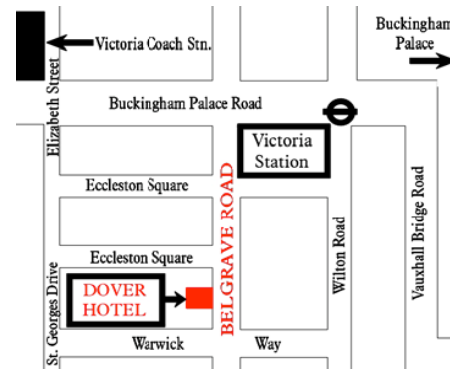 Buckingham
Palace
Victoria Coach Stn.
Elizabeth Street
Buckingham Palace Road
Victoria
Station
Eccleston Square
BELGRAVE ROAD
Wilton Road
Vauxhall Bridge Road
Eccleston Square
St. Georges Drive
DOVER
HOTEL
Warwick Way